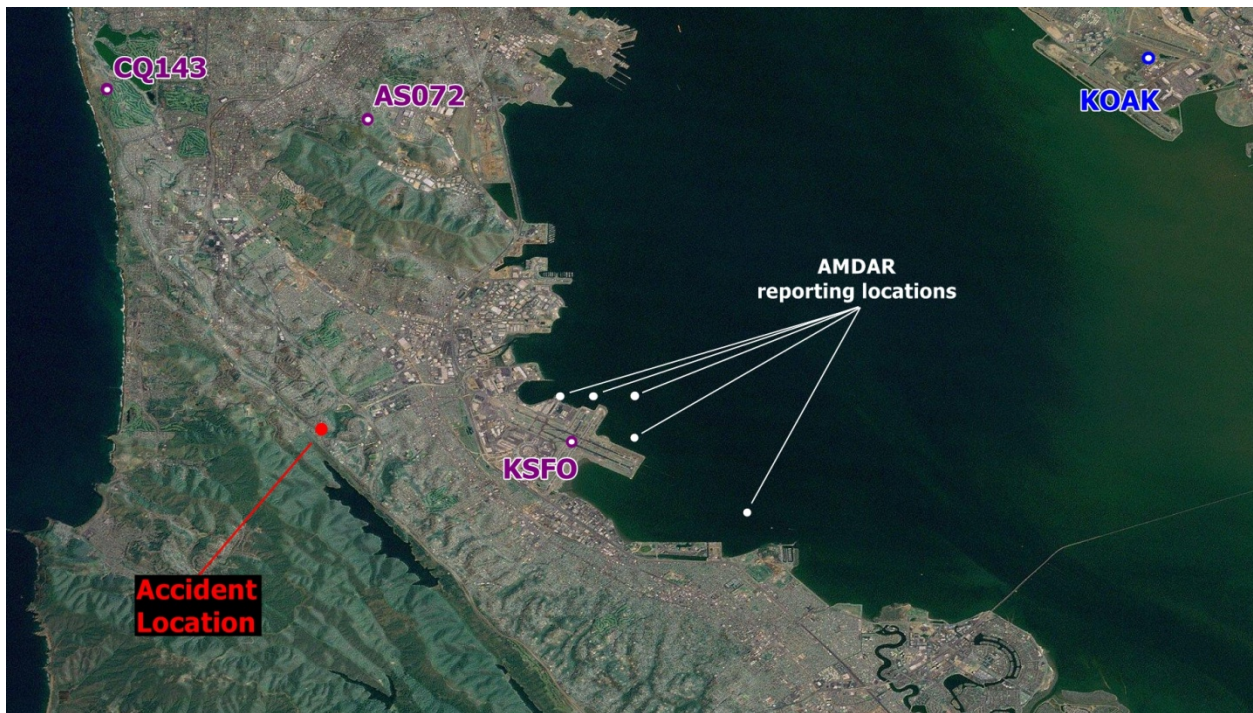 CQ143
AS072
KOAK
AMDAR
reporting locations
KSFO
Accident
Location